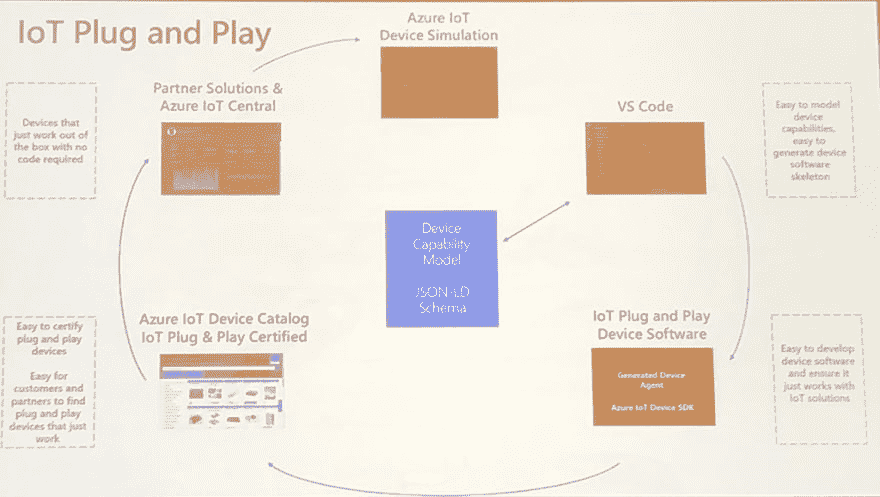 IoT Plug and Play
Azure IoT
Device Simulation
Partner Solutions &
Azure IoT Central
VS Code
Devices that
just work out of
the box with no
code required
Easy to model
device
capabilities,
easy to
generate device
software
skeleton
Device
Capability
Model
JSON-LD
Schema
Azure IoT Device Catalog
IoT Plug & Play Certified
IoT Plug and Play
Device Software
Easy to certify
plug and play
devices
Easy for
customers and
partners to find
plug and play
devices that just
work
Generated Device
Agent
Azure IoT Device SDK
Easy to develop
device software
and ensure it
just works with
IoT solutions